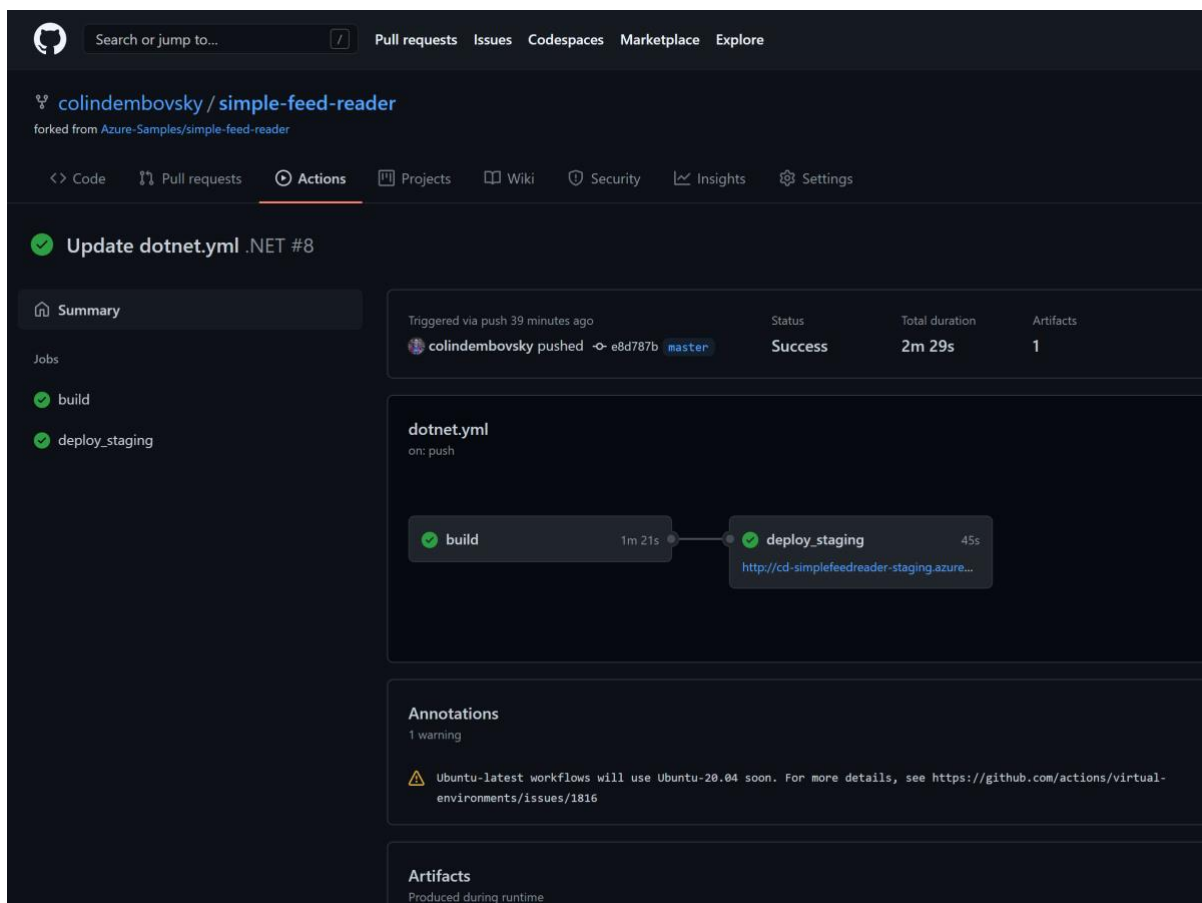 Search or jump to... /
Pull requests Issues Codespaces Marketplace Explore
colindembovsky / simple-feed-reader
forked from Azure-Samples/simple-feed-reader
<> Code Pull requests Actions Projects Wiki Security Insights Settings
Update dotnet.yml .NET #8
Summary
Jobs
build
deploy_staging
Triggered via push 39 minutes ago
colindembovsky pushed e8d787b master
Status
Success
Total duration
2m 29s
Artifacts
1
dotnet.yml
on: push
build 1m 21s
deploy_staging 45s
http://cd-simplefeedreader-staging.azure...
Annotations
1 warning
Ubuntu-latest workflows will use Ubuntu-20.04 soon. For more details, see https://github.com/actions/virtual-
environments/issues/1816
Artifacts
Produced during runtime